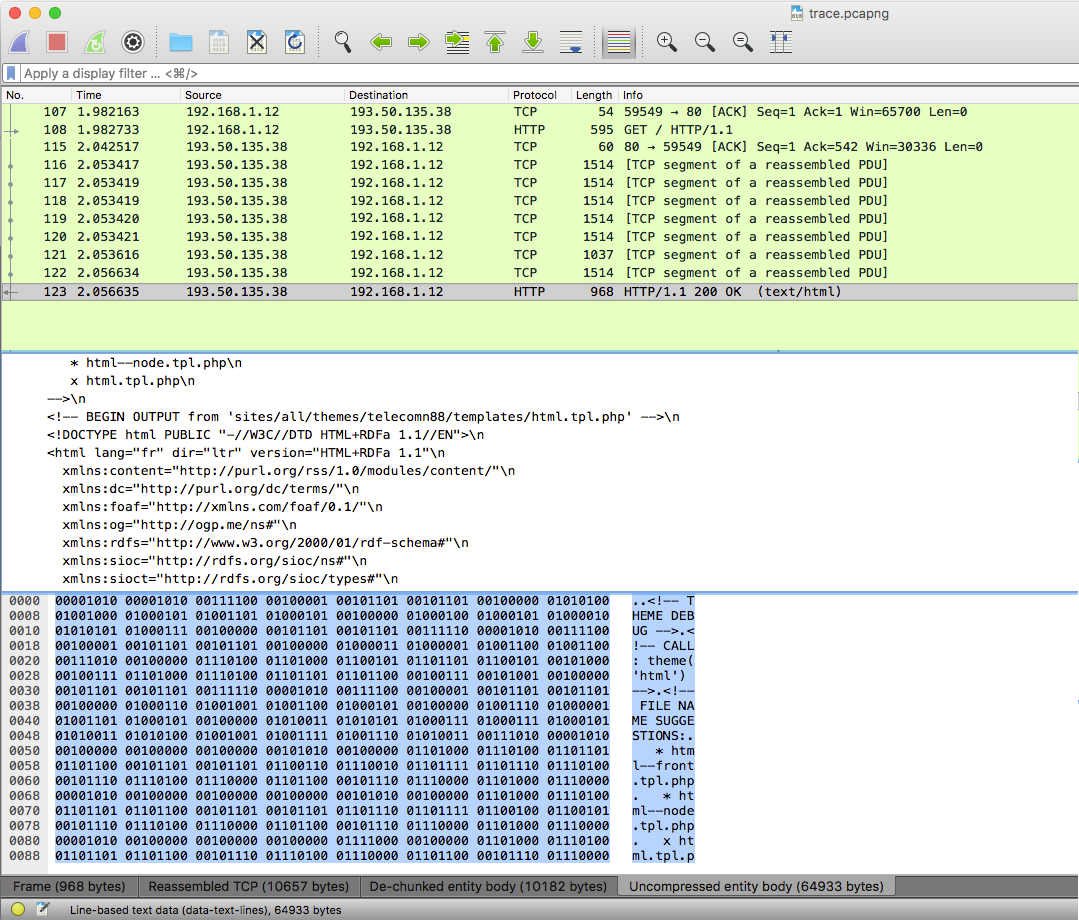 trace.pcapng
Apply a display filter ... <⌘/>
No. Time Source Destination Protocol Length Info
107 1.982163 192.168.1.12 193.50.135.38 TCP 54 59549 → 80 [ACK] Seq=1 Ack=1 Win=65700 Len=0
108 1.982733 192.168.1.12 193.50.135.38 HTTP 595 GET / HTTP/1.1
115 2.042517 193.50.135.38 192.168.1.12 TCP 60 80 → 59549 [ACK] Seq=1 Ack=542 Win=30336 Len=0
116 2.053417 193.50.135.38 192.168.1.12 TCP 1514 [TCP segment of a reassembled PDU]
117 2.053419 193.50.135.38 192.168.1.12 TCP 1514 [TCP segment of a reassembled PDU]
118 2.053419 193.50.135.38 192.168.1.12 TCP 1514 [TCP segment of a reassembled PDU]
119 2.053420 193.50.135.38 192.168.1.12 TCP 1514 [TCP segment of a reassembled PDU]
120 2.053421 193.50.135.38 192.168.1.12 TCP 1514 [TCP segment of a reassembled PDU]
121 2.053616 193.50.135.38 192.168.1.12 TCP 1037 [TCP segment of a reassembled PDU]
122 2.056634 193.50.135.38 192.168.1.12 TCP 1514 [TCP segment of a reassembled PDU]
123 2.056635 193.50.135.38 192.168.1.12 HTTP 968 HTTP/1.1 200 OK (text/html)
* html--node.tpl.php\n
x html.tpl.php\n
-->\n
<!-- BEGIN OUTPUT from 'sites/all/themes/telecomn88/templates/html.tpl.php' -->\n
<!DOCTYPE html PUBLIC "-//W3C//DTD HTML+RDFa 1.1//EN">\n
<html lang="fr" dir="ltr" version="HTML+RDFa 1.1"\n
xmlns:content="http://purl.org/rss/1.0/modules/content/"\n
xmlns:dc="http://purl.org/dc/terms/"\n
xmlns:foaf="http://xmlns.com/foaf/0.1/"\n
xmlns:og="http://ogp.me/ns#"\n
xmlns:rdfs="http://www.w3.org/2000/01/rdf-schema#"\n
xmlns:sioc="http://rdfs.org/sioc/ns#"\n
xmlns:sioct="http://rdfs.org/sioc/types#"\n
0000 00001010 00001010 00111100 00100001 00101101 00101101 00100000 01010100 ..<!-- T
0008 01001000 01000101 01001101 01000101 00100000 01000100 01000101 01000010 HEME DEB
0010 01010101 01000111 00100000 00101101 00101101 00111110 00001010 00111100 UG -->.<
0018 00100001 00101101 00101101 00100000 01000011 01000001 01001100 01001100 !-- CALL
0020 00111010 00100000 01110100 01101000 01100101 01101101 01100101 00101000 : theme(
0028 00100111 01101000 01110100 01101101 01101100 00100111 00101001 00100000 'html')
0030 00101101 00101101 00111110 00001010 00111100 00100001 00101101 00101101 -->.<!--
0038 00100000 01000110 01001001 01001100 01000101 00100000 01001110 01000001 FILE NA
0040 01001101 01000101 00100000 01010011 01010101 01000111 01000111 01000101 ME SUGGE
0048 01010011 01010100 01001001 01001111 01001110 01010011 00111010 00001010 STIONS:.
0050 00100000 00100000 00100000 00101010 00100000 01101000 01110100 01101101 * htm
0058 01101100 00101101 00101101 01100110 01110010 01101111 01101110 01110100 l--front
0060 00101110 01110100 01110000 01101100 00101110 01110000 01101000 01110000 .tpl.php
0068 00001010 00100000 00100000 00100000 00101010 00100000 01101000 01110100 . * ht
0070 01101101 01101100 00101101 00101101 01101110 01101111 01100100 01100101 ml--node
0078 00101110 01110100 01110000 01101100 00101110 01110000 01101000 01110000 .tpl.php
0080 00001010 00100000 00100000 00100000 01111000 00100000 01101000 01110100 . x ht
0088 01101101 01101100 00101110 01110100 01110000 01101100 00101110 01110000 ml.tpl.p
Frame (968 bytes) Reassembled TCP (10657 bytes) De-chunked entity body (10182 bytes) Uncompressed entity body (64933 bytes)
Line-based text data (data-text-lines), 64933 bytes